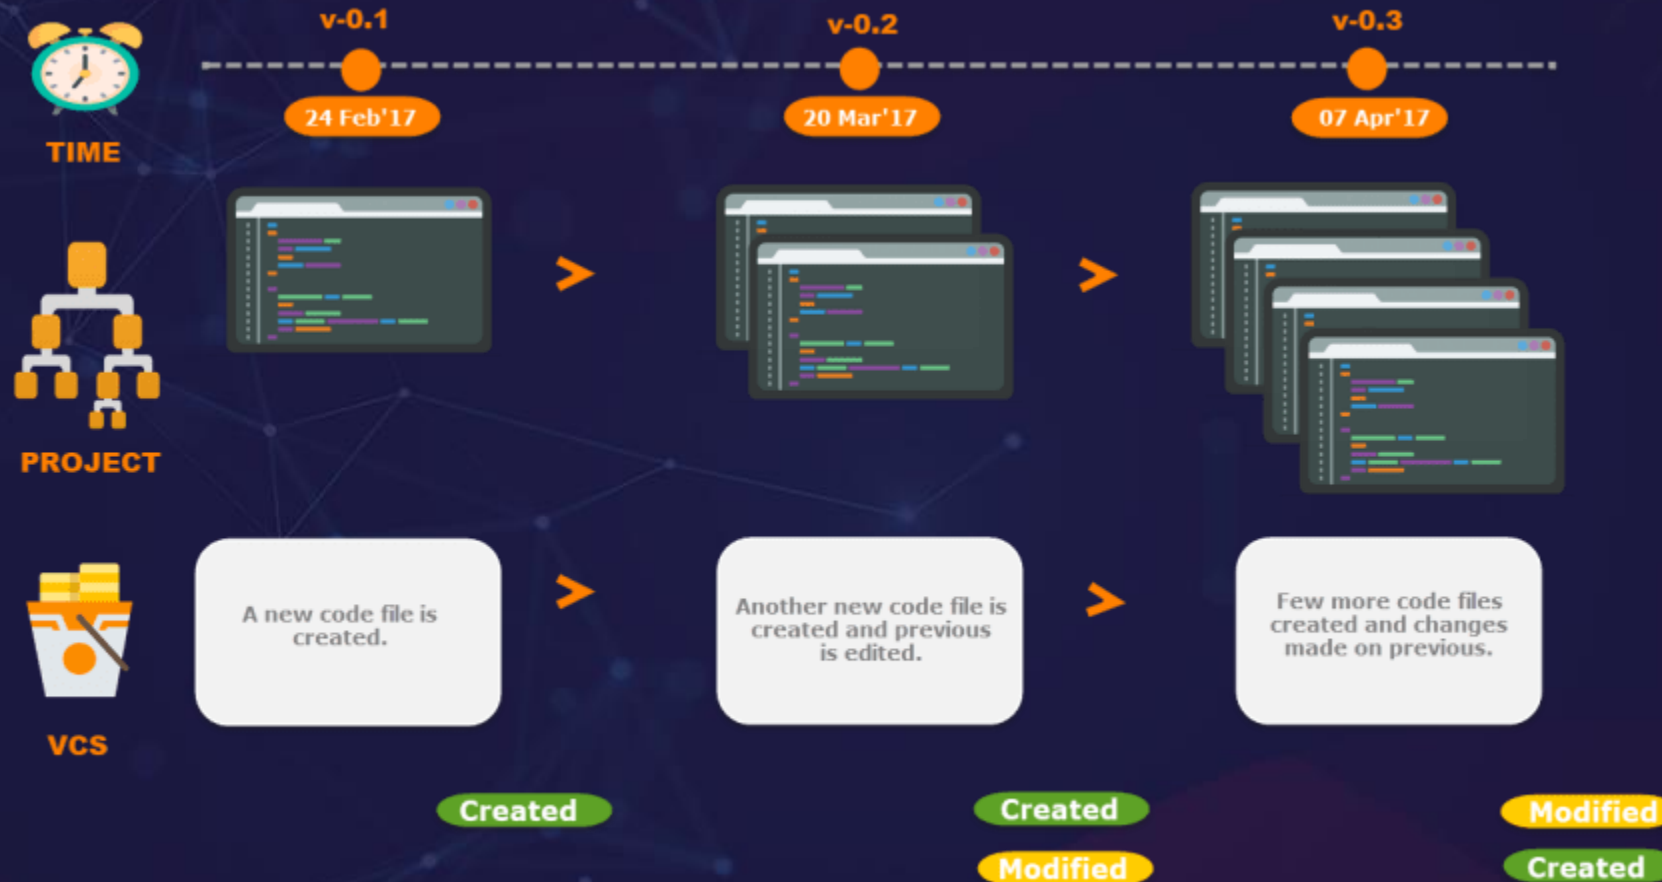 v-0.1
v-0.2
v-0.3
24 Feb'17
20 Mar'17
07 Apr'17
TIME
PROJECT
A new code file is
created.
Another new code file is
created and previous
is edited.
Few more code files
created and changes
made on previous.
VCS
Created
Created
Modified
Modified
Created